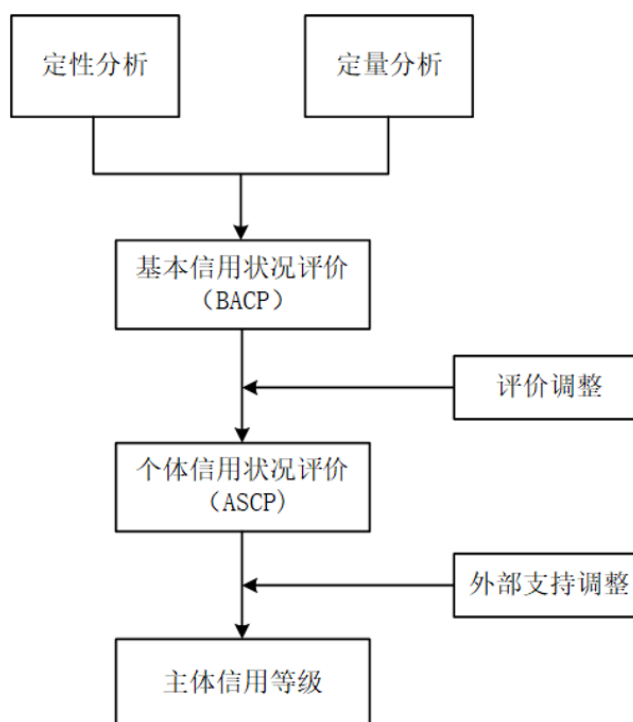 定性分析
定量分析
基本信用状况评价
（BACP）
评价调整
个体信用状况评价
（ASCP)
外部支持调整
主体信用等级